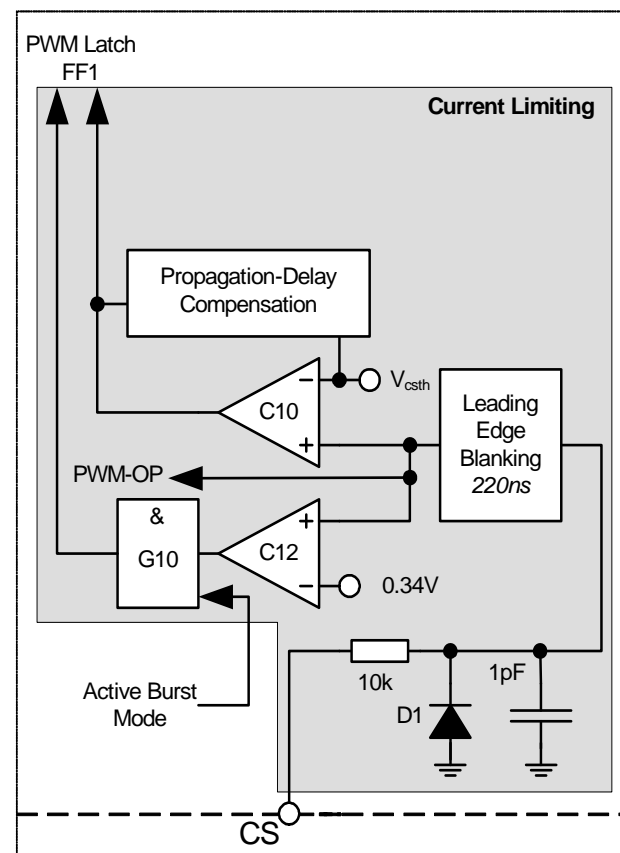 PWM Latch
FF1
Current Limiting
Propagation-Delay
Compensation
Vcsth
C10
Leading
Edge
Blanking
220ns
PWM-OP
&
G10
C12
0.34V
10k
1pF
D1
Active Burst
Mode
CS